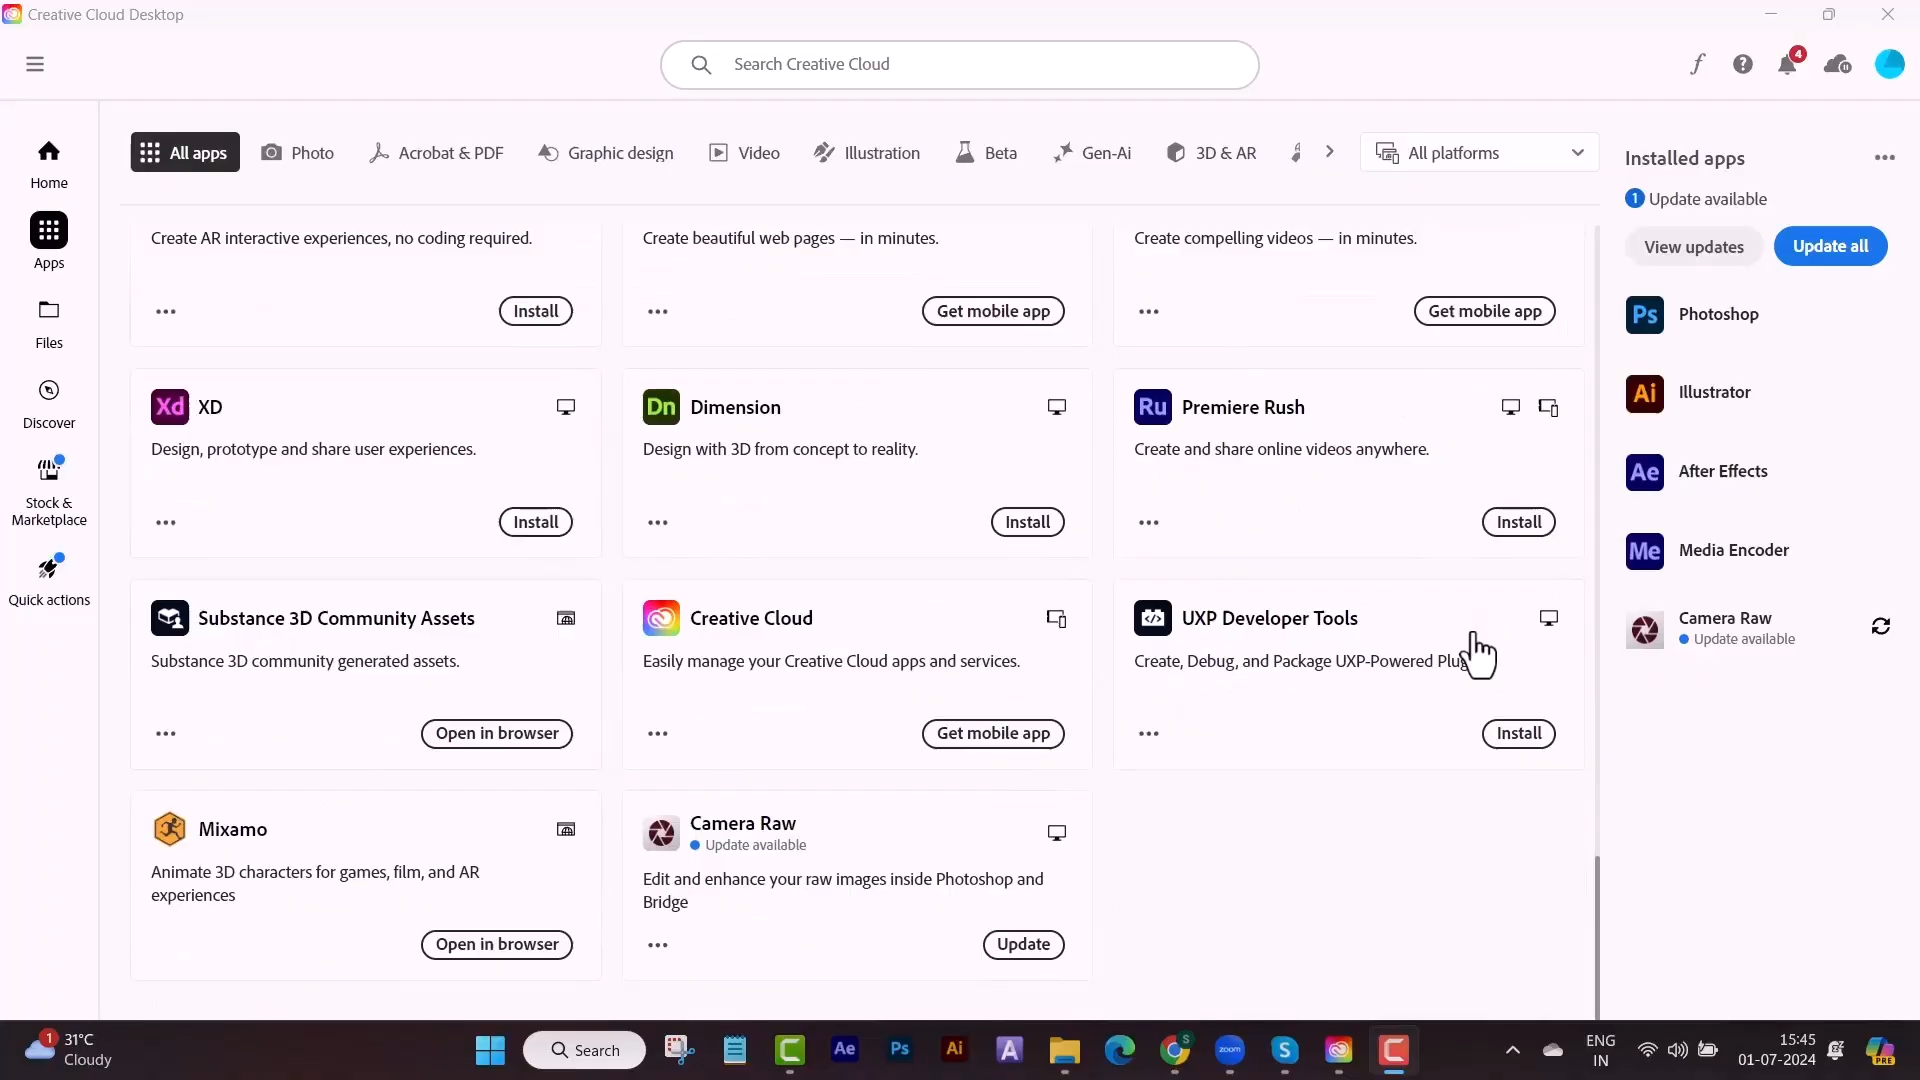 Creative Cloud Desktop
Search Creative Cloud
4
Home
Apps
Files
Discover
Stock &
Marketplace
Quick actions
All apps
Photo
Acrobat & PDF
Graphic design
Video
Illustration
Beta
Gen-Ai
3D & AR
All platforms
Create AR interactive experiences, no coding required.
Install
Create beautiful web pages — in minutes.
Get mobile app
Create compelling videos — in minutes.
Get mobile app
Xd XD
Design, prototype and share user experiences.
Install
Dn Dimension
Design with 3D from concept to reality.
Install
Ru Premiere Rush
Create and share online videos anywhere.
Install
Substance 3D Community Assets
Substance 3D community generated assets.
Open in browser
Creative Cloud
Easily manage your Creative Cloud apps and services.
Get mobile app
UXP Developer Tools
Create, Debug, and Package UXP-Powered
Install
Mixamo
Animate 3D characters for games, film, and AR
experiences
Open in browser
Camera Raw
Update available
Edit and enhance your raw images inside Photoshop and
Bridge
Update
Installed apps
1 Update available
View updates
Update all
Ps Photoshop
Ai Illustrator
Ae After Effects
Me Media Encoder
Camera Raw
Update available
1
31°C
Cloudy
Search
Ae
Ps
Ai
A
S
zoom
S
ENG
IN
15:45
01-07-2024
PRE